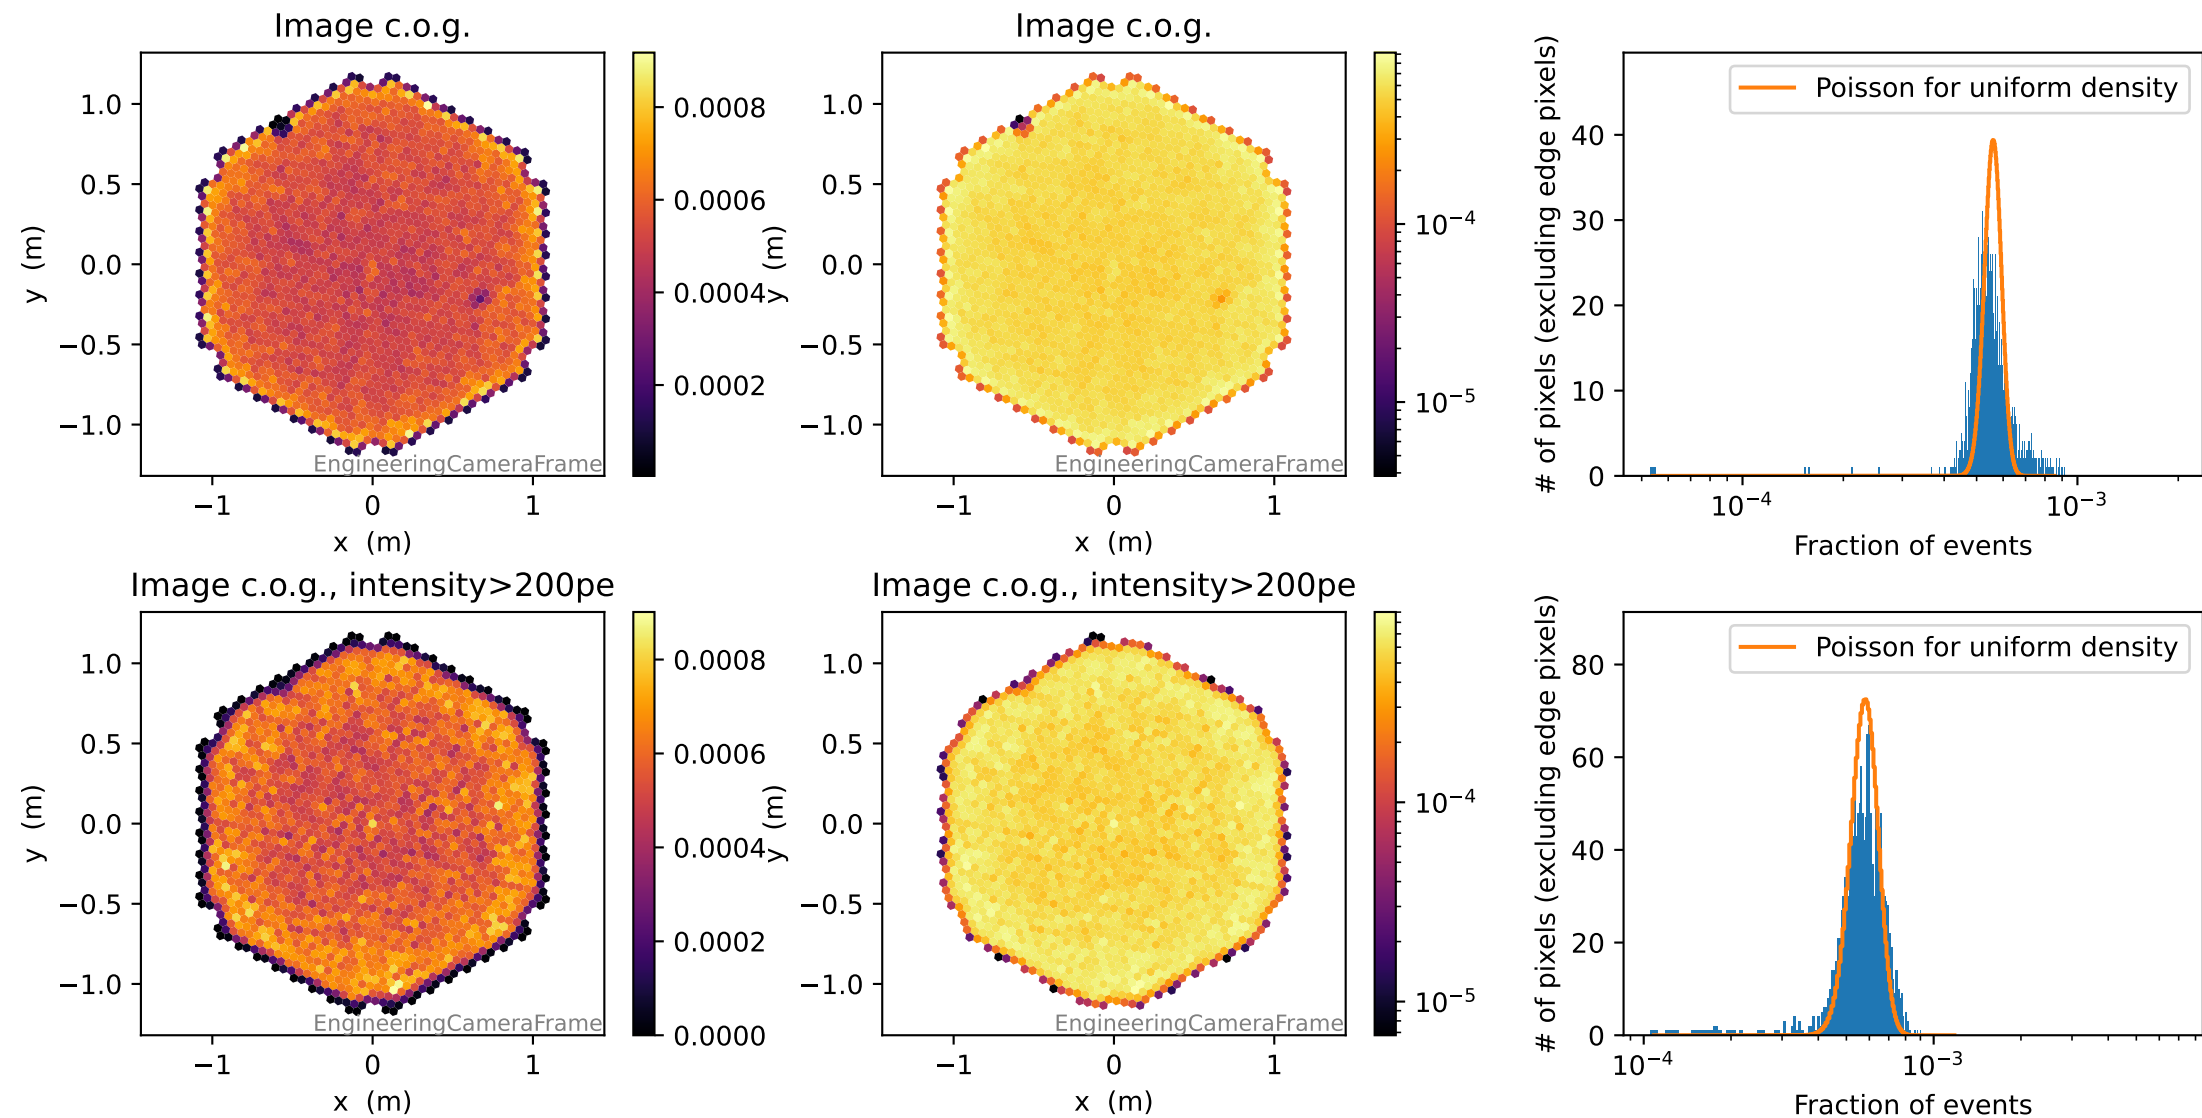 Image c.o.g.
1.0
0.5
0.0
−0.5
−1.0
y (m)
−1
0
1
x (m)
EngineeringCameraFrame
0.0008
0.0006
0.0004
0.0002
Image c.o.g.
1.0
0.5
0.0
−0.5
−1.0
y (m)
−1
0
1
x (m)
EngineeringCameraFrame
10⁻⁴
10⁻⁵
Poisson for uniform density
# of pixels (excluding edge pixels)
40
30
20
10
0
10⁻⁴
10⁻³
Fraction of events
Image c.o.g., intensity>200pe
1.0
0.5
0.0
−0.5
−1.0
y (m)
−1
0
1
x (m)
EngineeringCameraFrame
0.0008
0.0006
0.0004
0.0002
0.0000
Image c.o.g., intensity>200pe
1.0
0.5
0.0
−0.5
−1.0
y (m)
−1
0
1
x (m)
EngineeringCameraFrame
10⁻⁴
10⁻⁵
Poisson for uniform density
# of pixels (excluding edge pixels)
80
60
40
20
0
10⁻⁴
10⁻³
Fraction of events